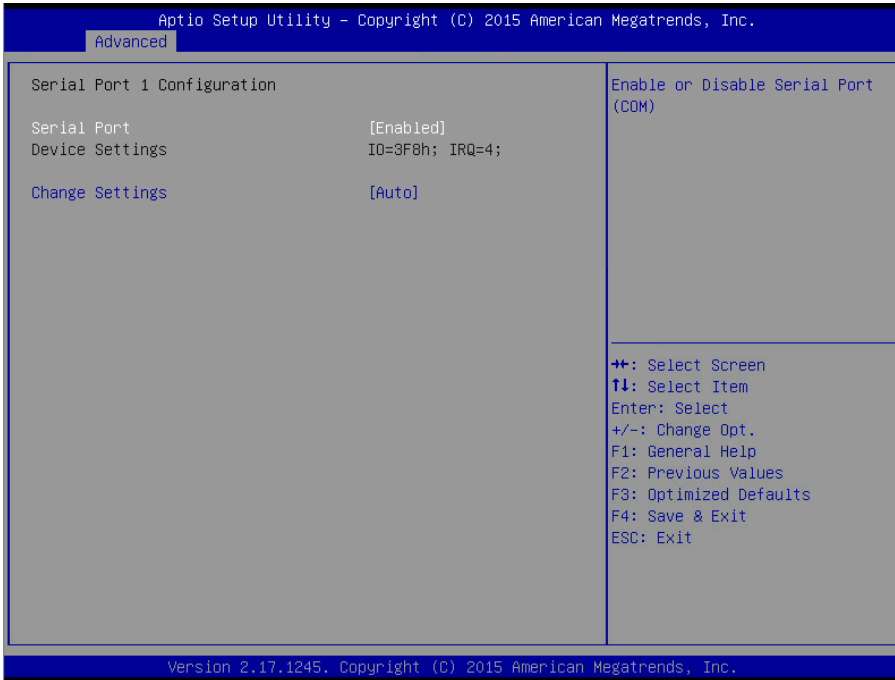 Aptio Setup Utility – Copyright (C) 2015 American Megatrends, Inc.
Advanced
Serial Port 1 Configuration
Serial Port [Enabled]
Device Settings IO=3F8h; IRQ=4;
Change Settings [Auto]
Enable or Disable Serial Port
(COM)
→←: Select Screen
↑↓: Select Item
Enter: Select
+/-: Change Opt.
F1: General Help
F2: Previous Values
F3: Optimized Defaults
F4: Save & Exit
ESC: Exit
Version 2.17.1245. Copyright (C) 2015 American Megatrends, Inc.